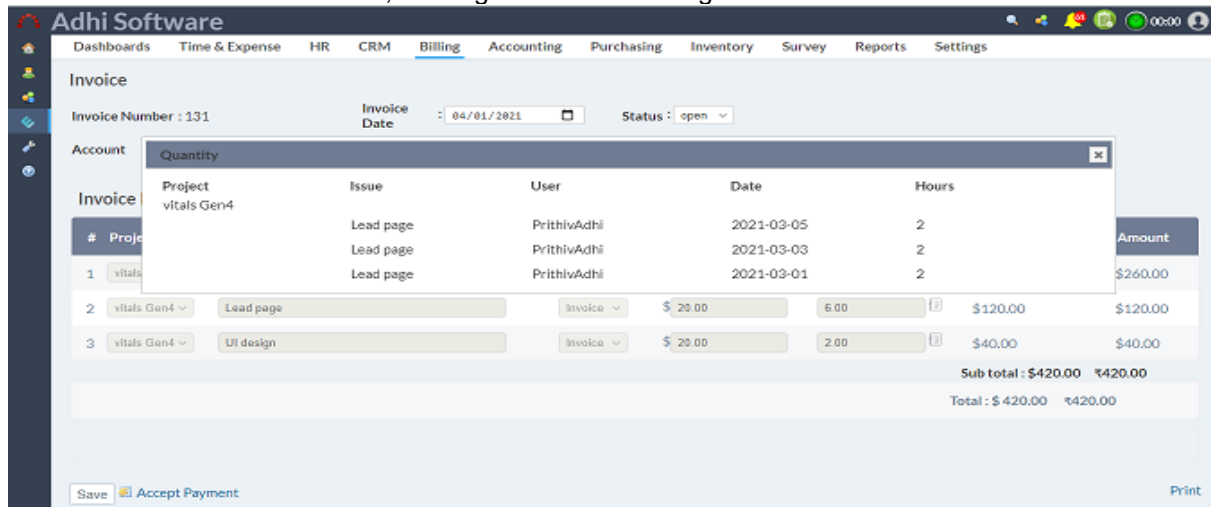 Adhi Software
00:00
Dashboards Time & Expense HR CRM Billing Accounting Purchasing Inventory Survey Reports Settings
Invoice
Invoice Number : 131 Invoice Date : 04/01/2021 Status : open
Account
Quantity
Project Issue User Date Hours
vitals Gen4
Lead page PrithivAdhi 2021-03-05 2
Lead page PrithivAdhi 2021-03-03 2
Lead page PrithivAdhi 2021-03-01 2
Invoice
# Proje Amount
1 vitals $260.00
2 vitals Gen4 Lead page Invoice $ 20.00 6.00 $120.00 $120.00
3 vitals Gen4 UI design Invoice $ 20.00 2.00 $40.00 $40.00
Sub total : $420.00 ₹420.00
Total : $ 420.00 ₹420.00
Save Accept Payment Print